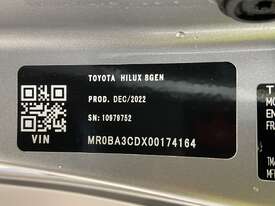 TOYOTA HILUX 8GEN
PROD. DEC/2022
SN: 10979752
VIN
MR0BA3CDX00174164